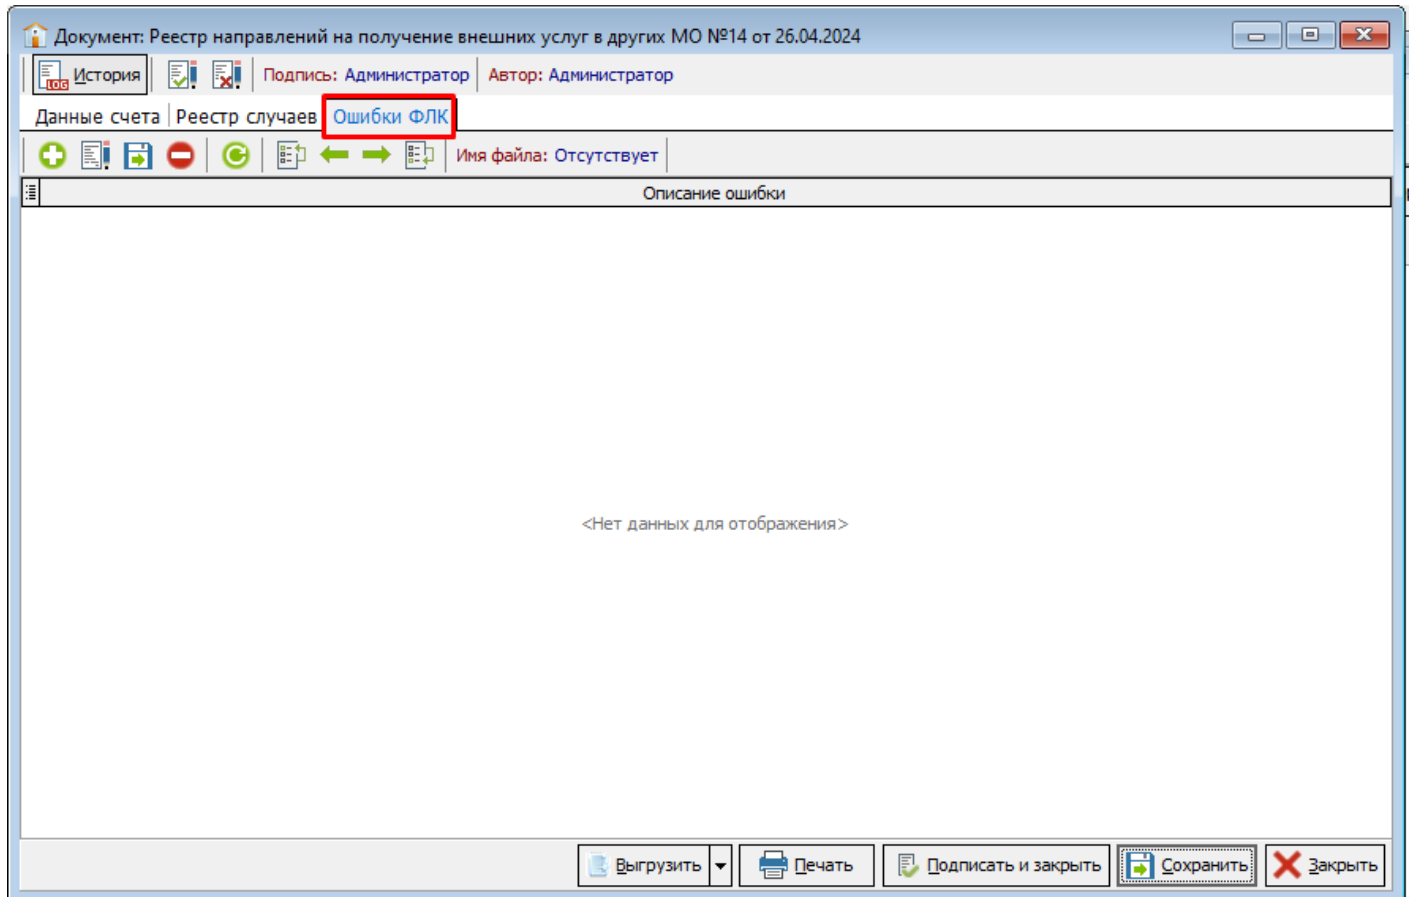 Документ: Реестр направлений на получение внешних услуг в других МО №14 от 26.04.2024
LOG История Подпись: Администратор Автор: Администратор
Данные счета Реестр случаев Ошибки ФЛК
Имя файла: Отсутствует
Описание ошибки
<Нет данных для отображения>
Выгрузить Печать Подписать и закрыть Сохранить Закрыть